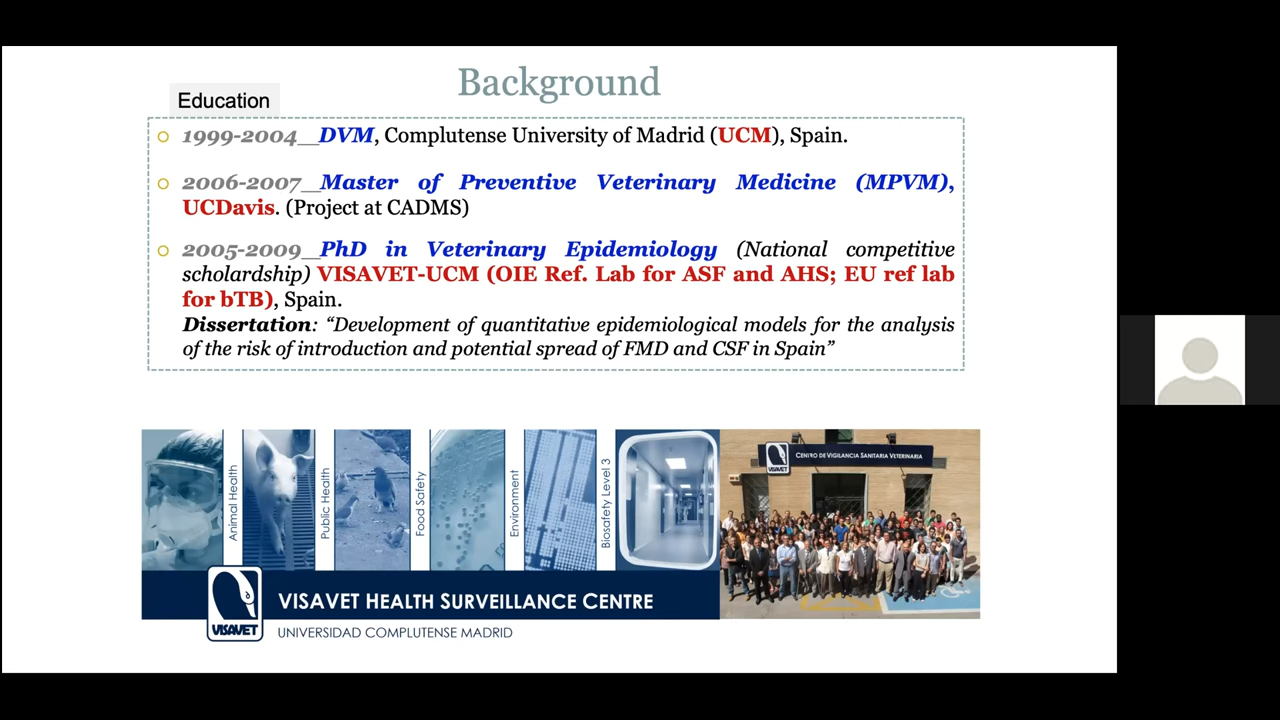 Background
Education
1999-2004__DVM, Complutense University of Madrid (UCM), Spain.
2006-2007__Master of Preventive Veterinary Medicine (MPVM),
UCDavis. (Project at CADMS)
2005-2009__PhD in Veterinary Epidemiology (National competitive
scholardship) VISAVET-UCM (OIE Ref. Lab for ASF and AHS; EU ref lab
for bTB), Spain.
Dissertation: “Development of quantitative epidemiological models for the analysis
of the risk of introduction and potential spread of FMD and CSF in Spain”
Animal Health
Public Health
Food Safety
Environment
Biosafety Level 3
VISAVET
CENTRO DE VIGILANCIA SANITARIA VETERINARIA
VISAVET
VISAVET HEALTH SURVEILLANCE CENTRE
UNIVERSIDAD COMPLUTENSE MADRID